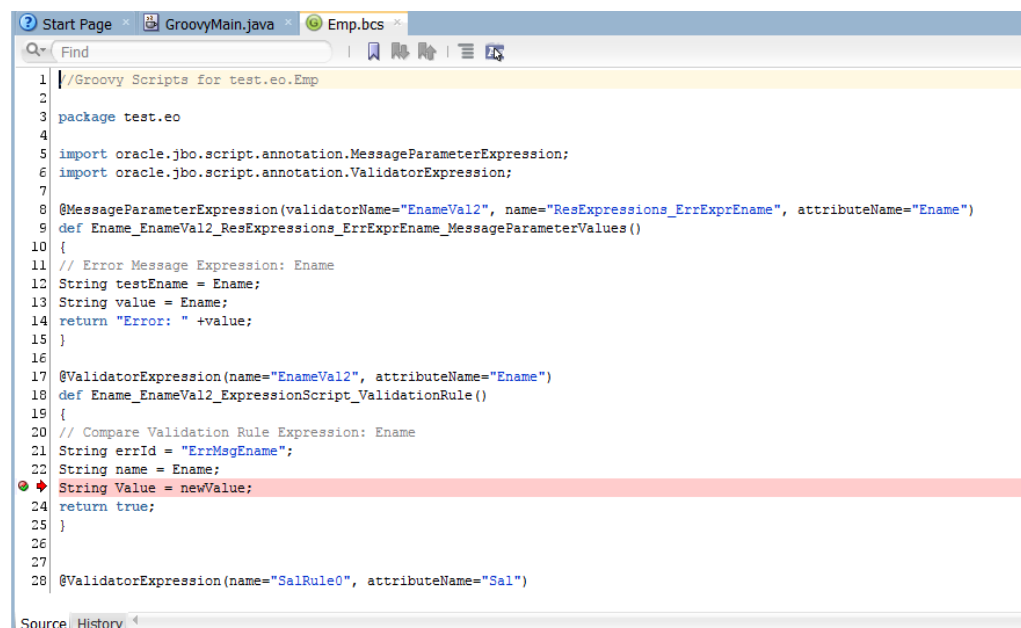 Start Page GroovyMain.java Emp.bcs
Find
1 //Groovy Scripts for test.eo.Emp
2
3 package test.eo
4
5 import oracle.jbo.script.annotation.MessageParameterExpression;
6 import oracle.jbo.script.annotation.ValidatorExpression;
7
8 @MessageParameterExpression(validatorName="EnameVal2", name="ResExpressions_ErrExprEname", attributeName="Ename")
9 def Ename_EnameVal2_ResExpressions_ErrExprEname_MessageParameterValues()
10 {
11 // Error Message Expression: Ename
12 String testEname = Ename;
13 String value = Ename;
14 return "Error: " +value;
15 }
16
17 @ValidatorExpression(name="EnameVal2", attributeName="Ename")
18 def Ename_EnameVal2_ExpressionScript_ValidationRule()
19 {
20 // Compare Validation Rule Expression: Ename
21 String errId = "ErrMsgEname";
22 String name = Ename;
String Value = newValue;
24 return true;
25 }
26
27
28 @ValidatorExpression(name="SalRule0", attributeName="Sal")
Source History